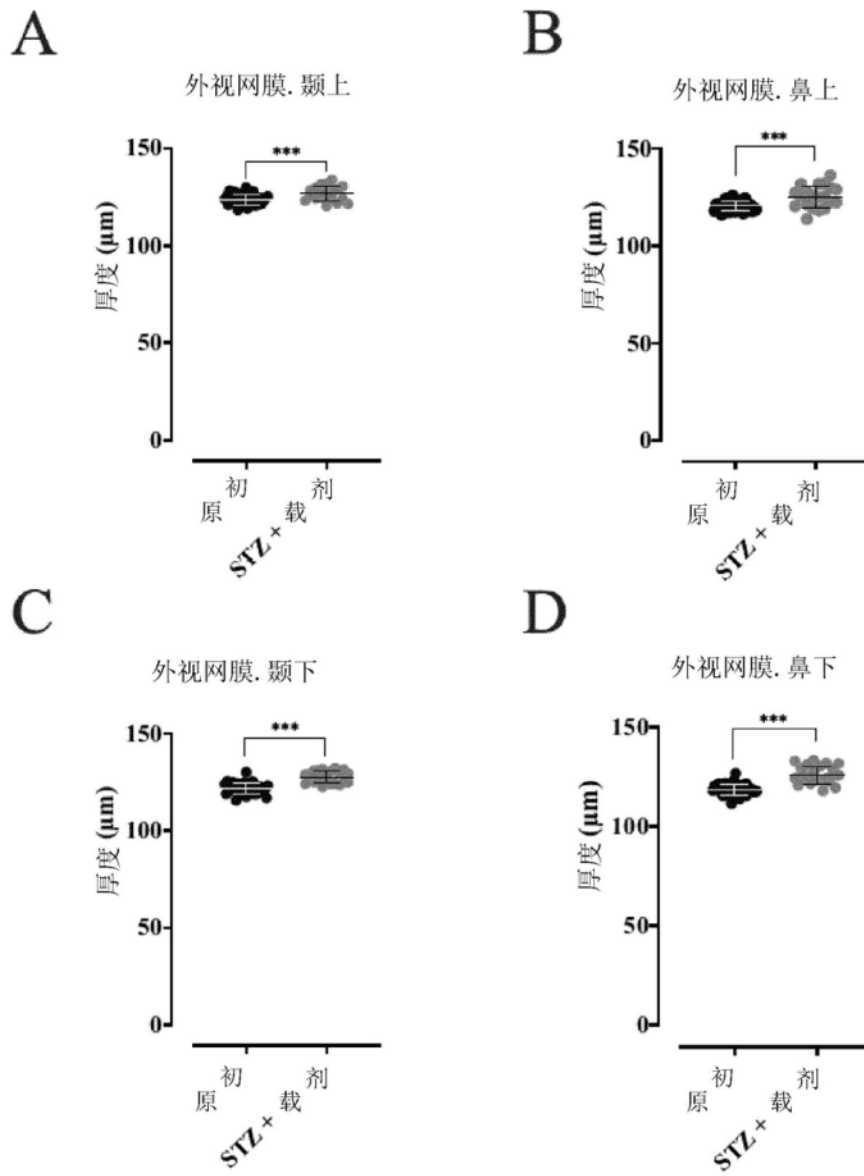 A
外视网膜. 颞上
***
150
100
50
0
厚度 (μm)
原初
STZ + 载剂
B
外视网膜. 鼻上
***
150
100
50
0
厚度 (μm)
原初
STZ + 载剂
C
外视网膜. 颞下
***
150
100
50
0
厚度 (μm)
原初
STZ + 载剂
D
外视网膜. 鼻下
***
150
100
50
0
厚度 (μm)
原初
STZ + 载剂